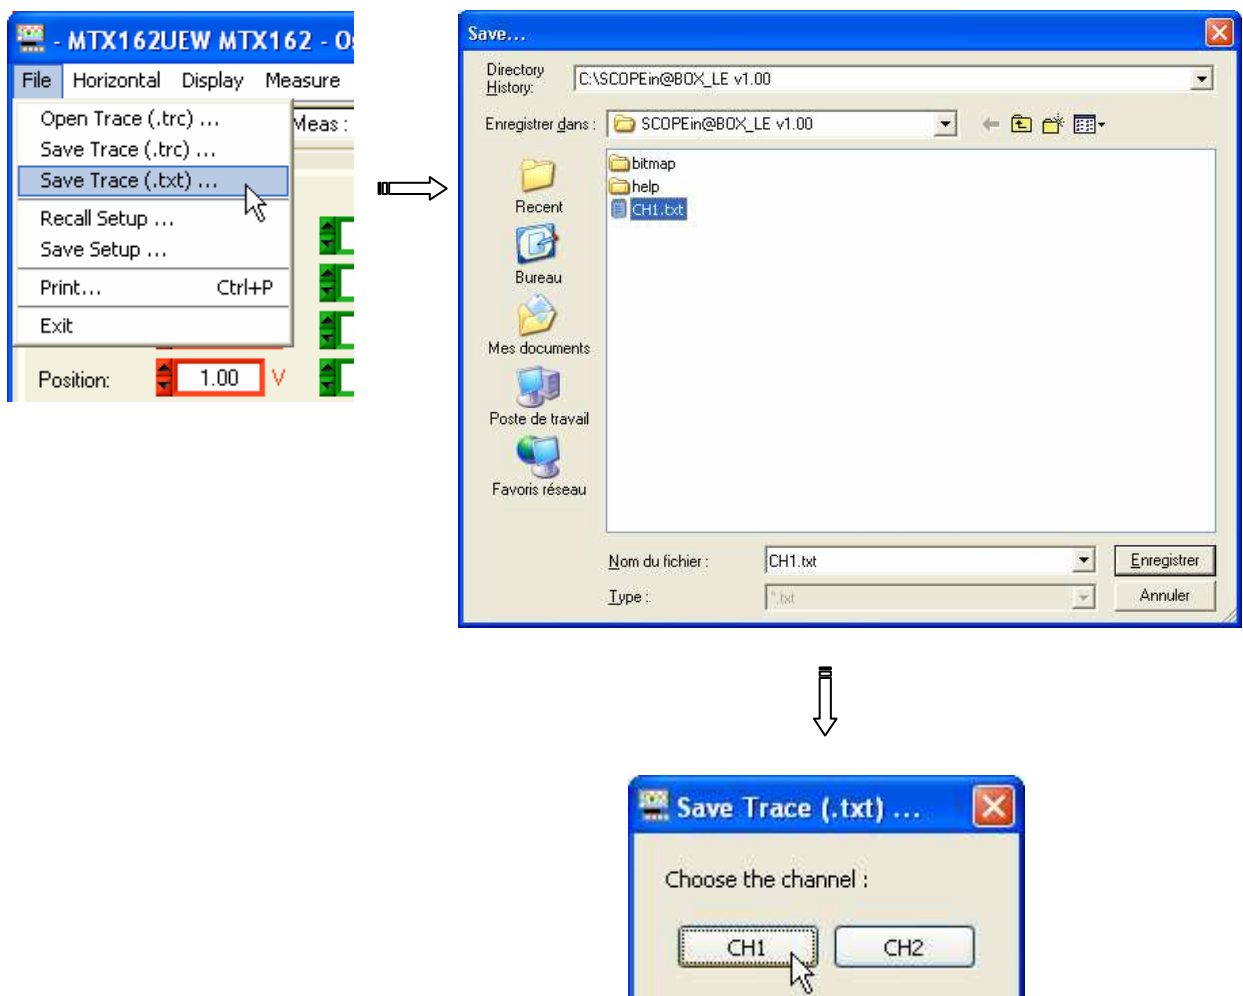 - MTX162UEW MTX162 - Os
File Horizontal Display Measure
Open Trace (.trc) ...
Meas :
Save Trace (.trc) ...
Save Trace (.txt) ...
Recall Setup ...
Save Setup ...
Print... Ctrl+P
Exit
Position: 1.00 V
Save...
Directory
History:
C:\SCOPEin@BOX_LE v1.00
Enregistrer dans : SCOPEin@BOX_LE v1.00
bitmap
help
CH1.txt
Recent
Bureau
Mes documents
Poste de travail
Favoris réseau
Nom du fichier : CH1.txt Enregistrer
Type : *.txt Annuler
Save Trace (.txt) ...
Choose the channel :
CH1 CH2